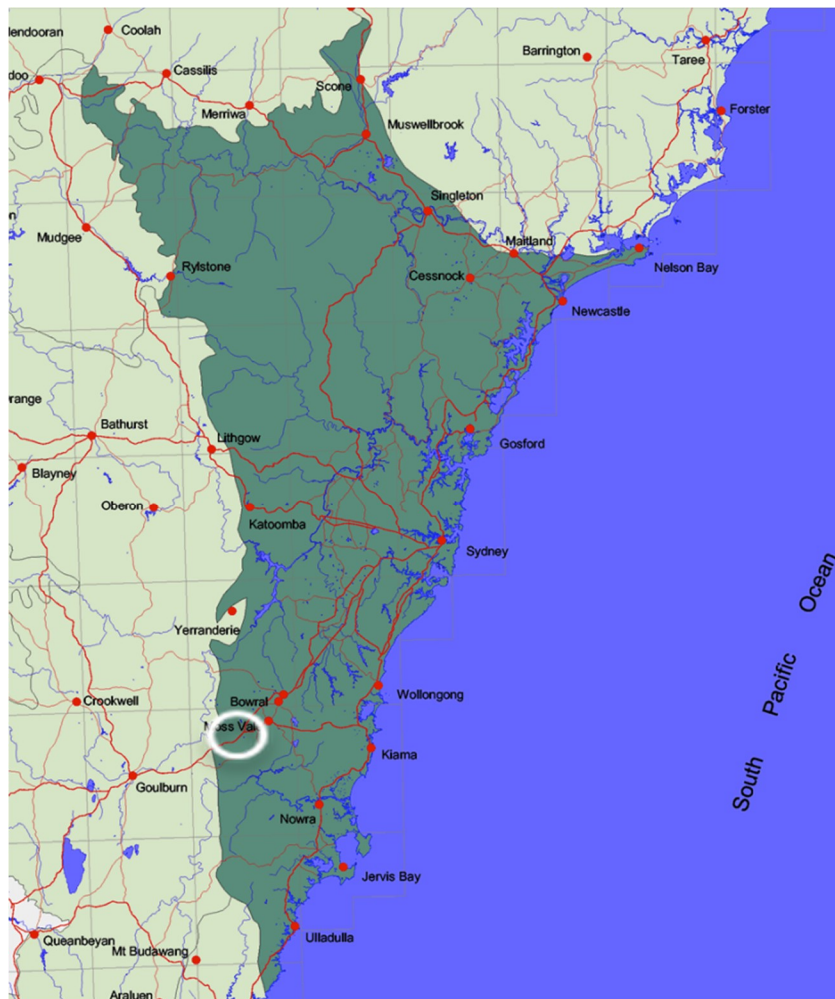 Coolah
Cassilis
Barrington
Taree
Scone
Forster
Merriwa
Muswellbrook
Singleton
Mudgee
Maitland
Nelson Bay
Rylstone
Cessnock
Newcastle
Bathurst
Lithgow
Gosford
Blayney
Oberon
Katoomba
Sydney
South Pacific Ocean
Yerranderie
Bowral
Wollongong
Crookwell
Moss Val
Kiama
Goulburn
Nowra
Jervis Bay
Ulladulla
Queanbeyan
Mt Budawang
Araluen